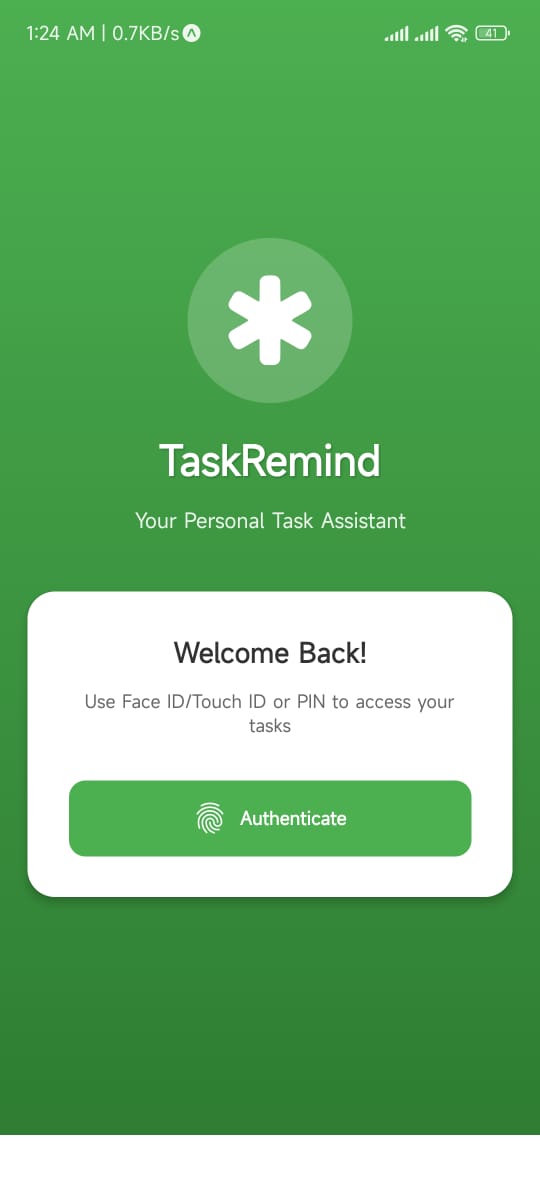 1:24 AM | 0.7KB/s
41
TaskRemind
Your Personal Task Assistant
Welcome Back!
Use Face ID/Touch ID or PIN to access your
tasks
Authenticate